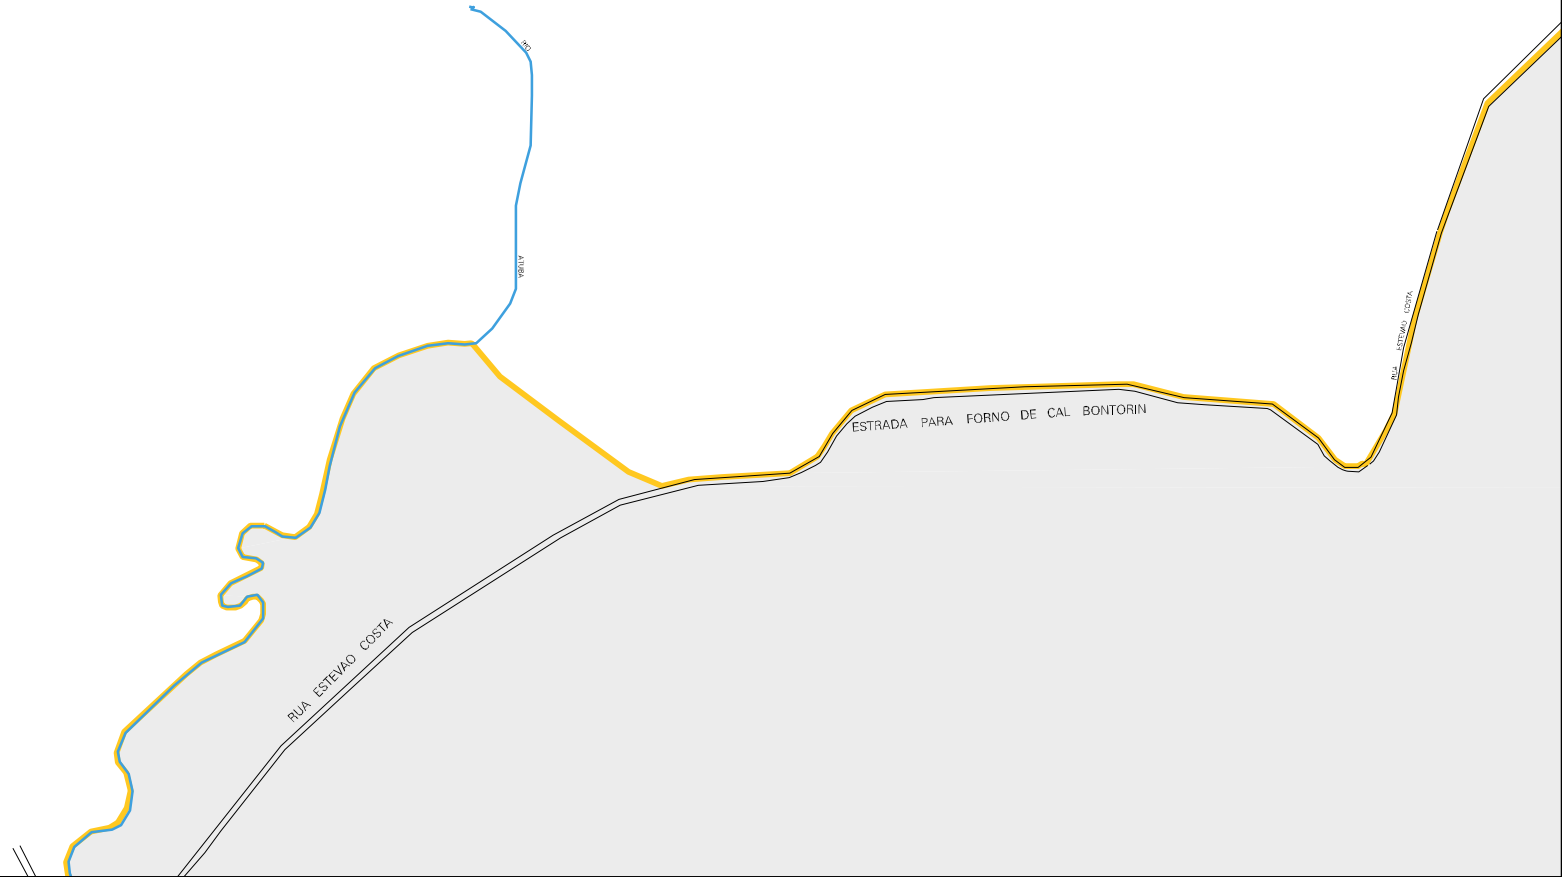 RIO
ATUBA
RUA ESTEVAO COSTA
ESTRADA PARA FORNO DE CAL BONTORIN
RUA ESTEVAO COSTA